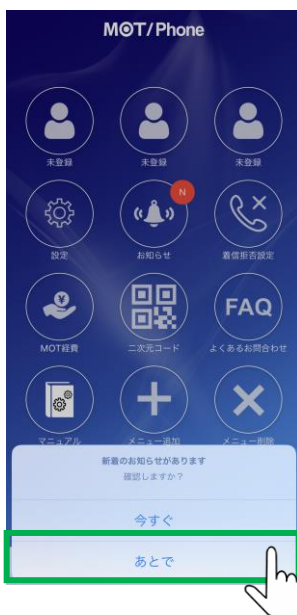 MOT/Phone
未登録 未登録 未登録
N
設定 お知らせ 着信拒否設定
¥ FAQ
MOT経費 二次元コード よくあるお問合わせ
マニュアル メニュー追加 メニュー削除
新着のお知らせがあります
確認しますか？
今すぐ
あとで